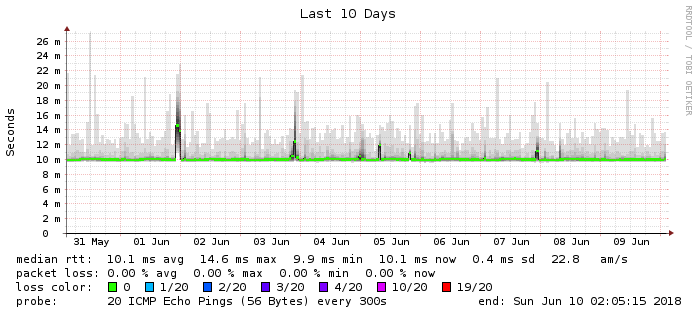 Last 10 Days
RRDTOOL / TOBI OETIKER
Seconds
26 m
24 m
22 m
20 m
18 m
16 m
14 m
12 m
10 m
8 m
6 m
4 m
2 m
0
31 May 01 Jun 02 Jun 03 Jun 04 Jun 05 Jun 06 Jun 07 Jun 08 Jun 09 Jun
median rtt: 10.1 ms avg 14.6 ms max 9.9 ms min 10.1 ms now 0.4 ms sd 22.8 am/s
packet loss: 0.00 % avg 0.00 % max 0.00 % min 0.00 % now
loss color: 0 1/20 2/20 3/20 4/20 10/20 19/20
probe: 20 ICMP Echo Pings (56 Bytes) every 300s end: Sun Jun 10 02:05:15 2018